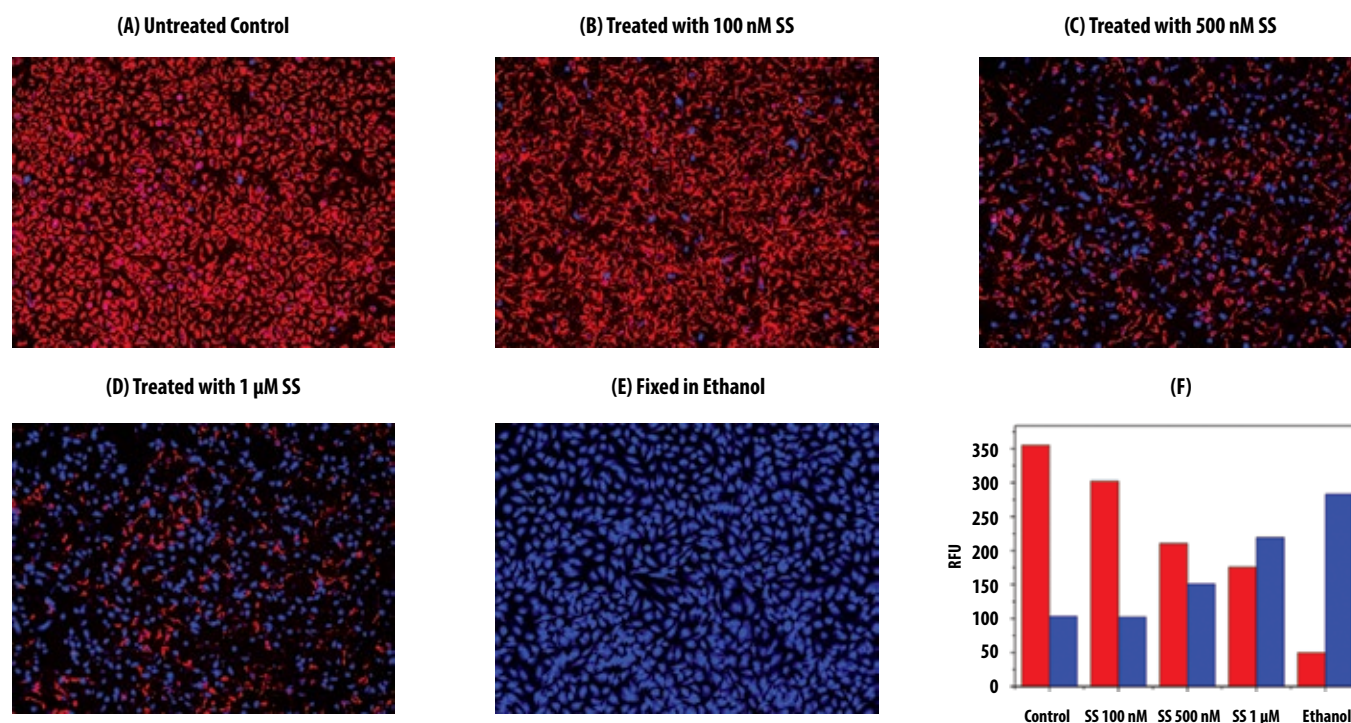 (A) Untreated Control
(B) Treated with 100 nM SS
(C) Treated with 500 nM SS
(D) Treated with 1 µM SS
(E) Fixed in Ethanol
(F)
350
300
250
200
150
100
50
0
RFU
Control SS 100 nM SS 500 nM SS 1 µM Ethanol